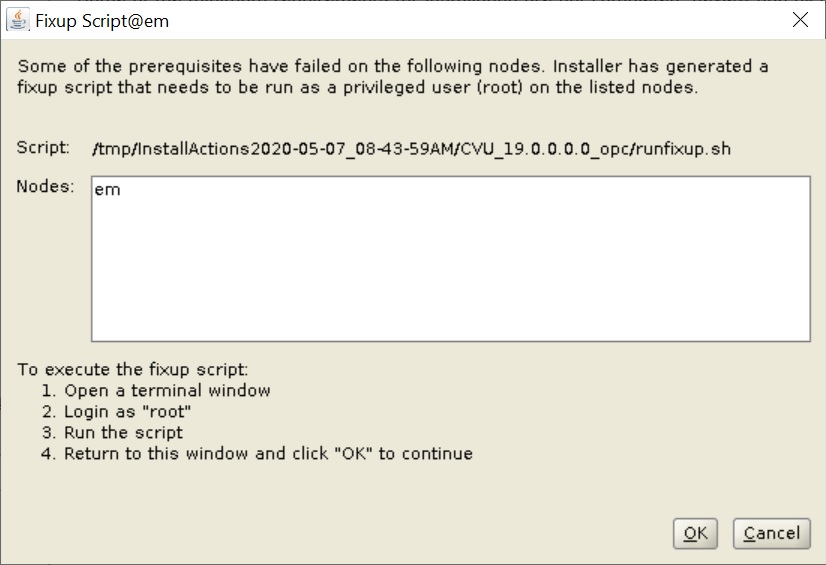 Fixup Script@em
Some of the prerequisites have failed on the following nodes. Installer has generated a
fixup script that needs to be run as a privileged user (root) on the listed nodes.
Script: /tmp/InstallActions2020-05-07_08-43-59AM/CVU_19.0.0.0.0_opc/runfixup.sh
Nodes: em
To execute the fixup script:
1. Open a terminal window
2. Login as "root"
3. Run the script
4. Return to this window and click "OK" to continue
OK Cancel